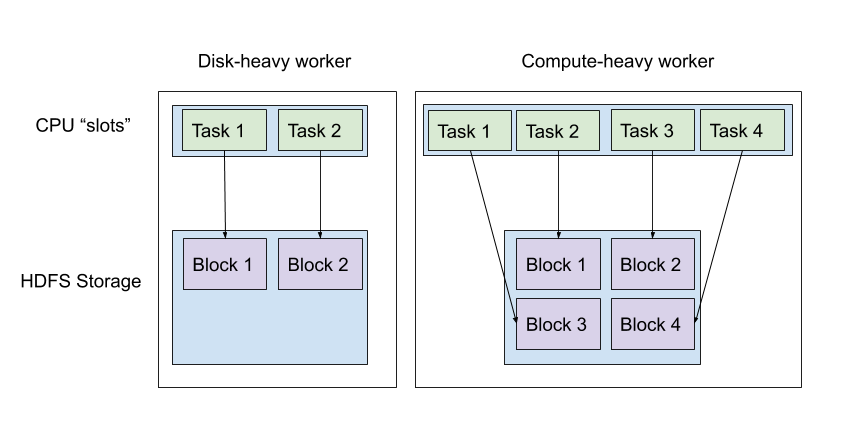 Disk-heavy worker
Compute-heavy worker
CPU “slots”
Task 1
Task 2
Task 1
Task 2
Task 3
Task 4
HDFS Storage
Block 1
Block 2
Block 1
Block 2
Block 3
Block 4